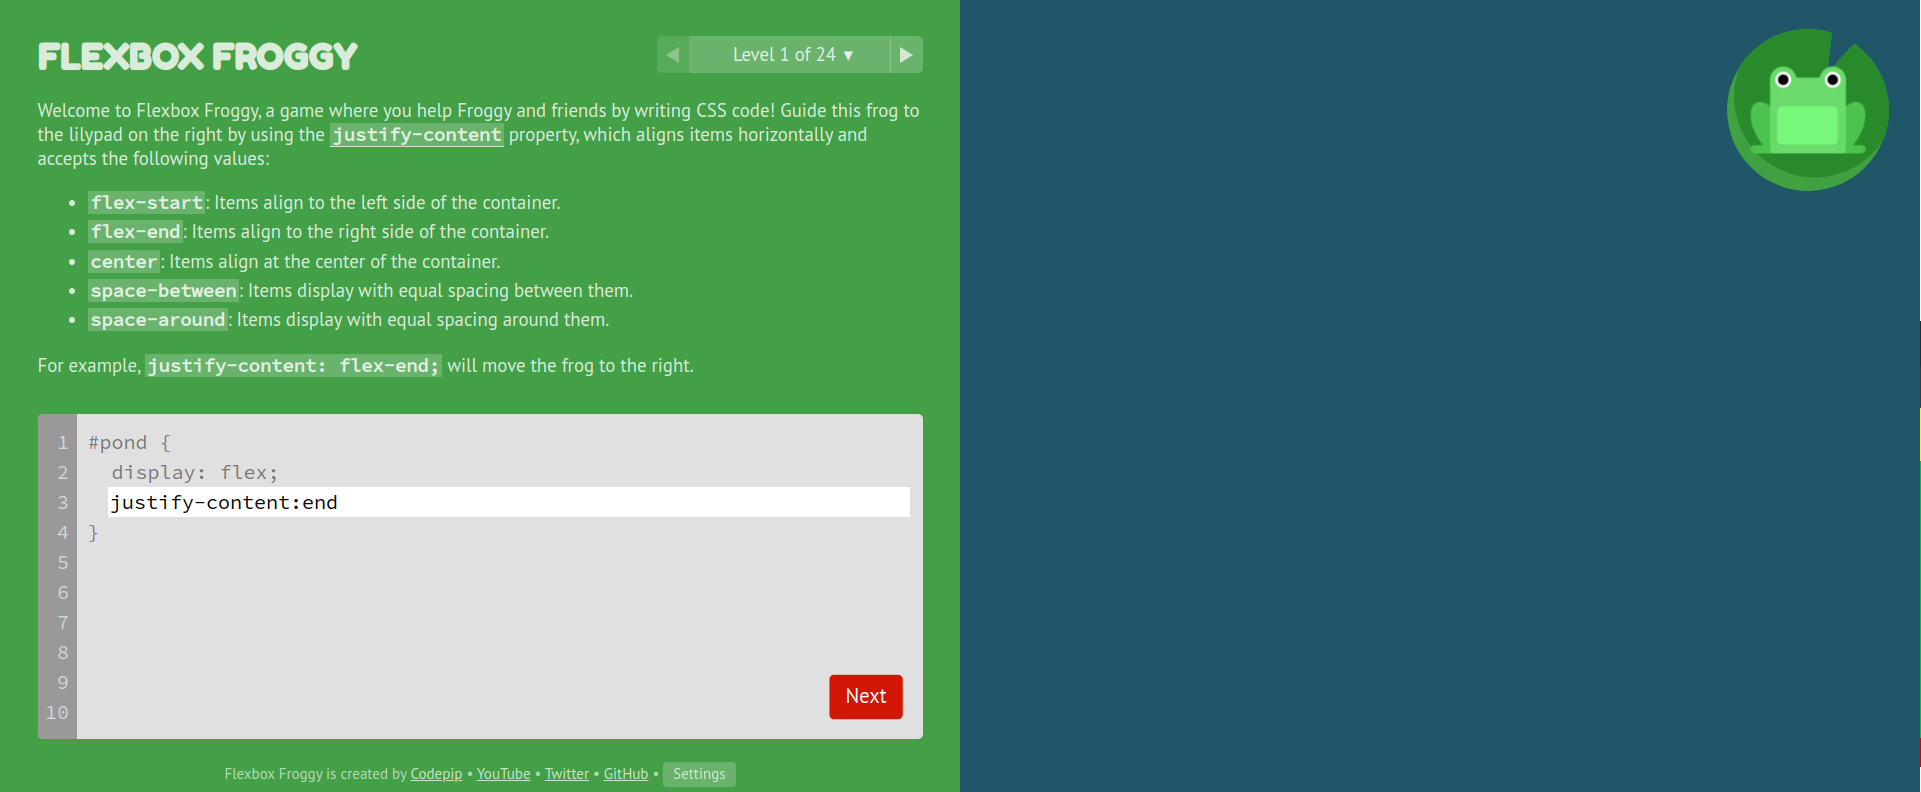 FLEXBOX FROGGY
◀ Level 1 of 24 ▼ ▶
Welcome to Flexbox Froggy, a game where you help Froggy and friends by writing CSS code! Guide this frog to
the lilypad on the right by using the justify-content property, which aligns items horizontally and
accepts the following values:
• flex-start: Items align to the left side of the container.
• flex-end: Items align to the right side of the container.
• center: Items align at the center of the container.
• space-between: Items display with equal spacing between them.
• space-around: Items display with equal spacing around them.
For example, justify-content: flex-end; will move the frog to the right.
1 #pond {
2 display: flex;
3 justify-content:end
4 }
5
6
7
8
9
10
Next
Flexbox Froggy is created by Codepip • YouTube • Twitter • GitHub • Settings